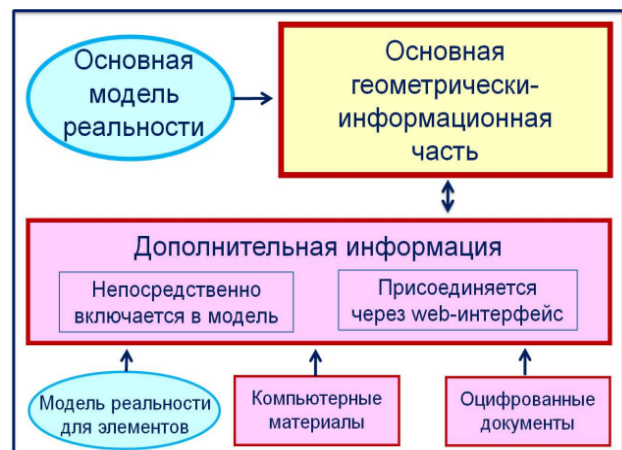 Основная
модель
реальности
Основная
геометрически-
информационная
часть
Дополнительная информация
Непосредственно
включается в модель
Присоединяется
через web-интерфейс
Модель реальности
для элементов
Компьютерные
материалы
Оцифрованные
документы